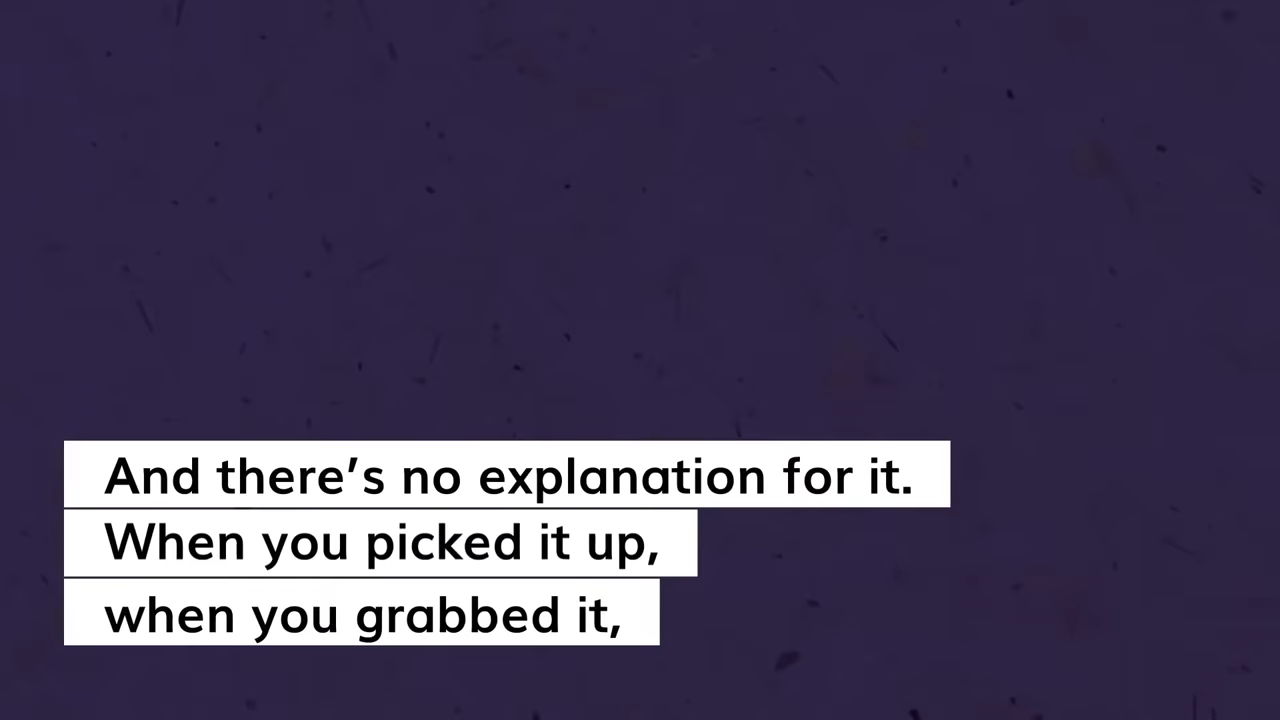 And there’s no explanation for it.
When you picked it up,
when you grabbed it,